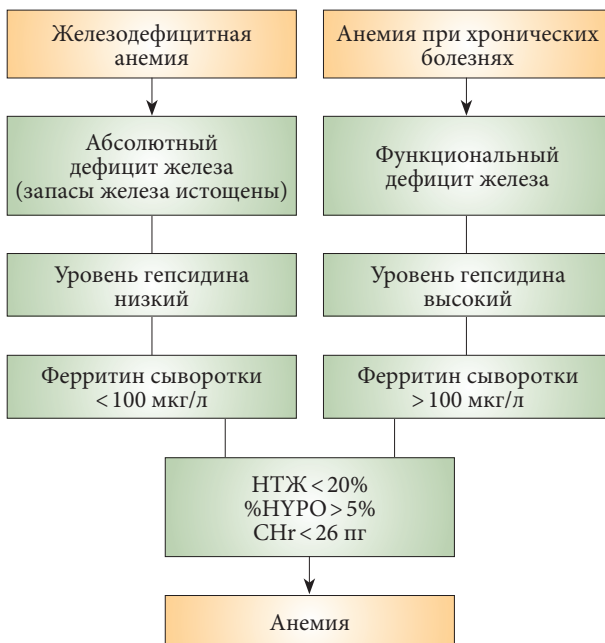 Железодефицитная
анемия
Анемия при хронических
болезнях
Абсолютный
дефицит железа
(запасы железа истощены)
Функциональный
дефицит железа
Уровень гепсидина
низкий
Уровень гепсидина
высокий
Ферритин сыворотки
< 100 мкг/л
Ферритин сыворотки
> 100 мкг/л
НТЖ < 20%
%HYPO > 5%
CHr < 26 пг
Анемия